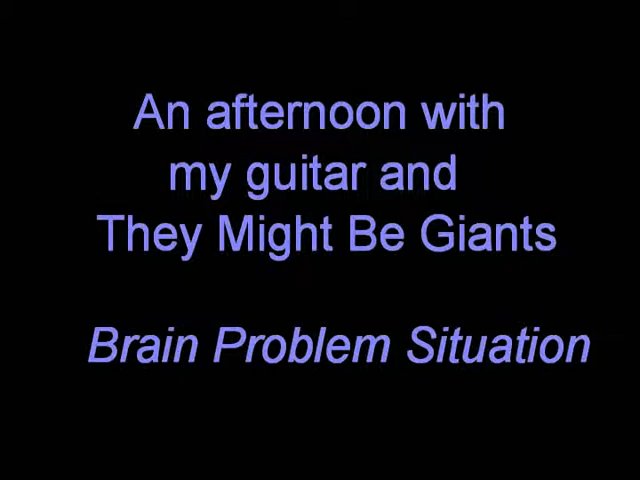 An afternoon with
my guitar and
They Might Be Giants
Brain Problem Situation